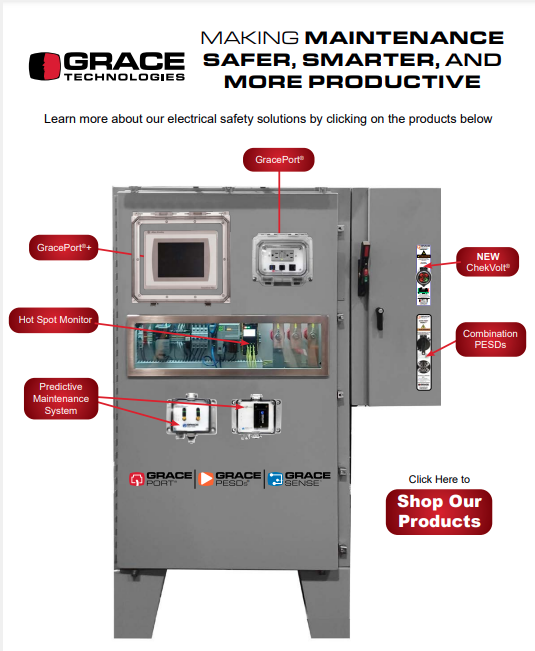 GRACE
TECHNOLOGIES
MAKING MAINTENANCE
SAFER, SMARTER, AND
MORE PRODUCTIVE
Learn more about our electrical safety solutions by clicking on the products below
GracePort®
GracePort®+
NEW
ChekVolt®
Hot Spot Monitor
Combination
PESDs
Predictive
Maintenance
System
GRACE
PORT™
GRACE
PESDs
GRACE
SENSE™
Click Here to
Shop Our
Products